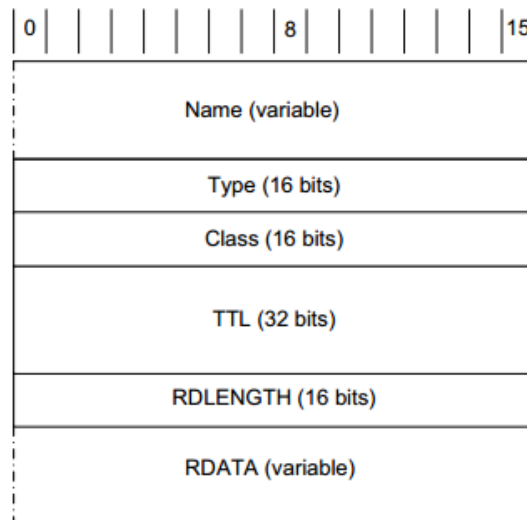 0 8 15
Name (variable)
Type (16 bits)
Class (16 bits)
TTL (32 bits)
RDLENGTH (16 bits)
RDATA (variable)